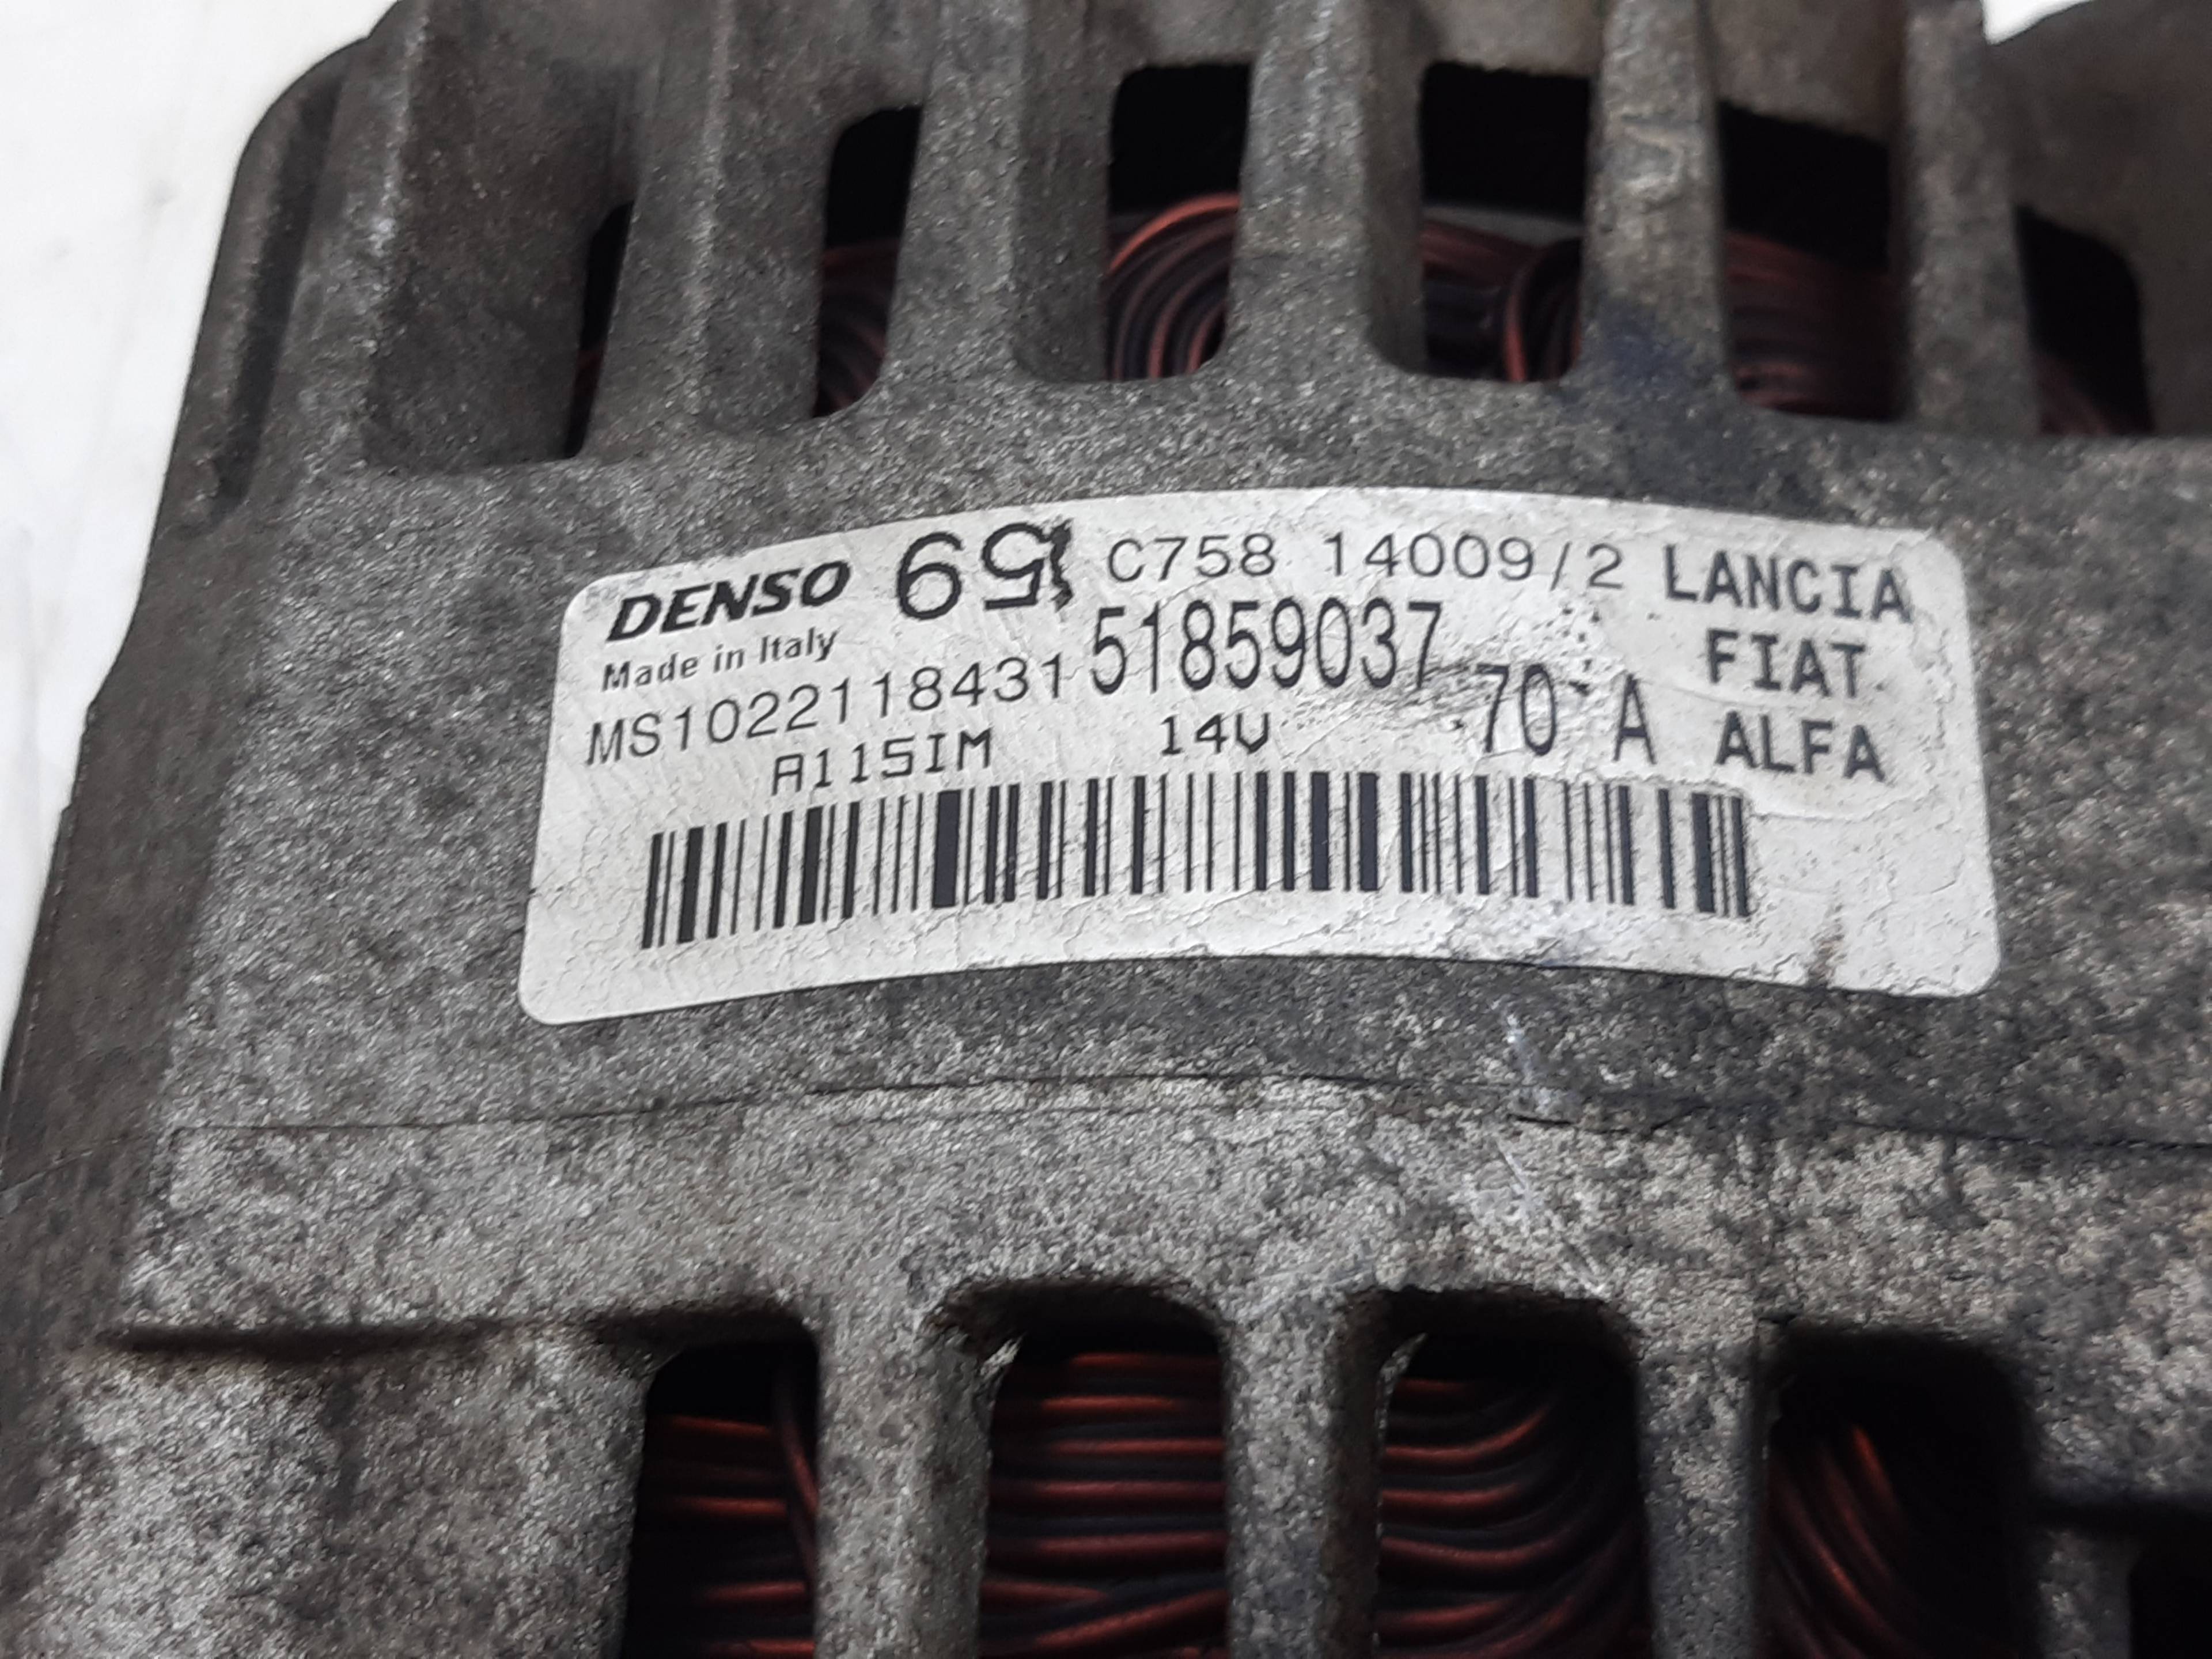 DENSO 69 C758 14009/2 LANCIA
Made in Italy 51859037 FIAT
MS1022118431 70 A ALFA
A115IM 14V